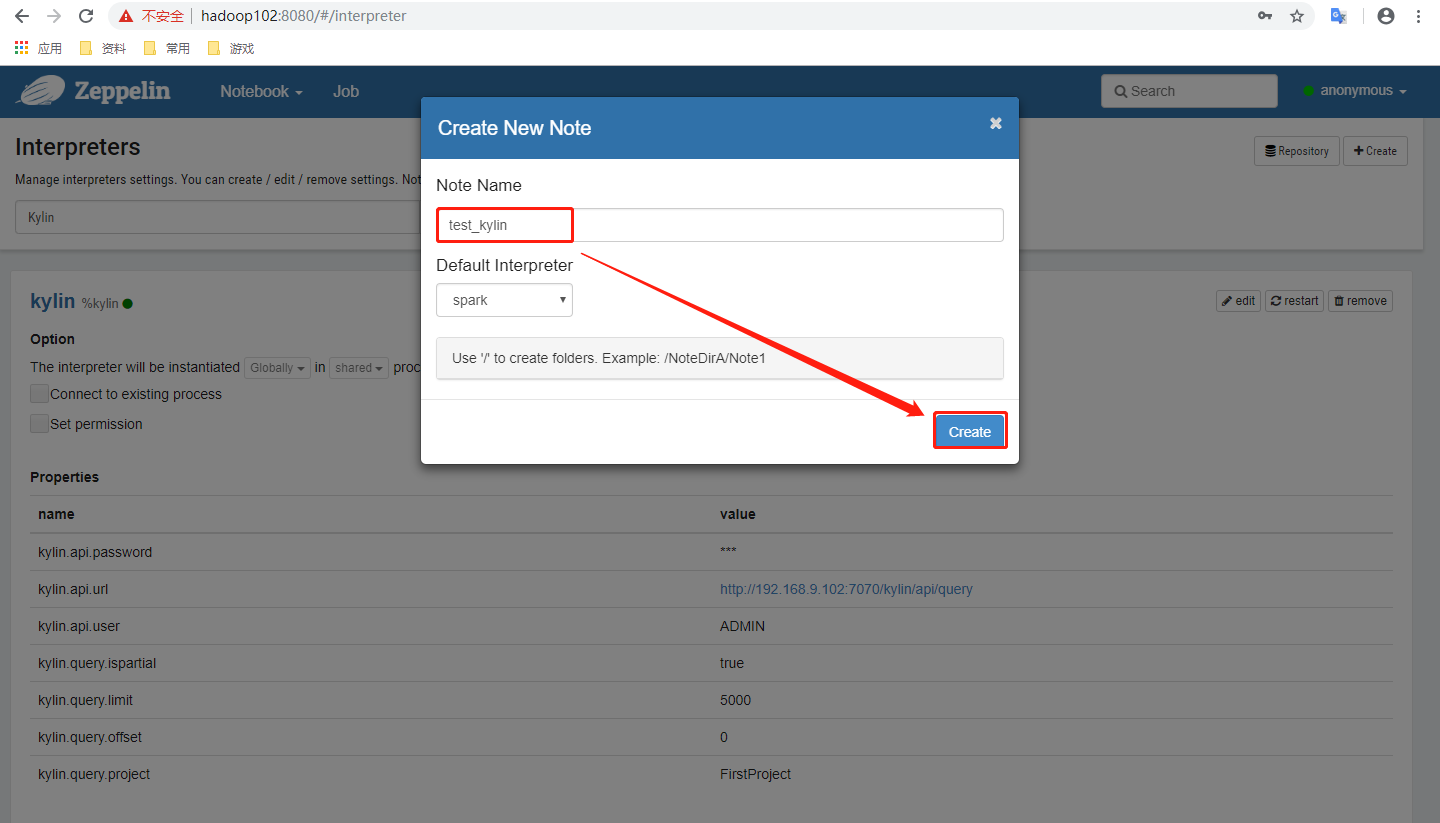 不安全 hadoop102:8080/#/interpreter
应用 资料 常用 游戏
Zeppelin Notebook Job Search anonymous
Create New Note
Interpreters
Repository Create
Manage interpreters settings. You can create / edit / remove settings. Not
Kylin
Note Name
test_kylin
Default Interpreter
spark
Use '/' to create folders. Example: /NoteDirA/Note1
Create
kylin %kylin
edit restart remove
Option
The interpreter will be instantiated Globally in shared proc
Connect to existing process
Set permission
Properties
name value
kylin.api.password ***
kylin.api.url http://192.168.9.102:7070/kylin/api/query
kylin.api.user ADMIN
kylin.query.ispartial true
kylin.query.limit 5000
kylin.query.offset 0
kylin.query.project FirstProject